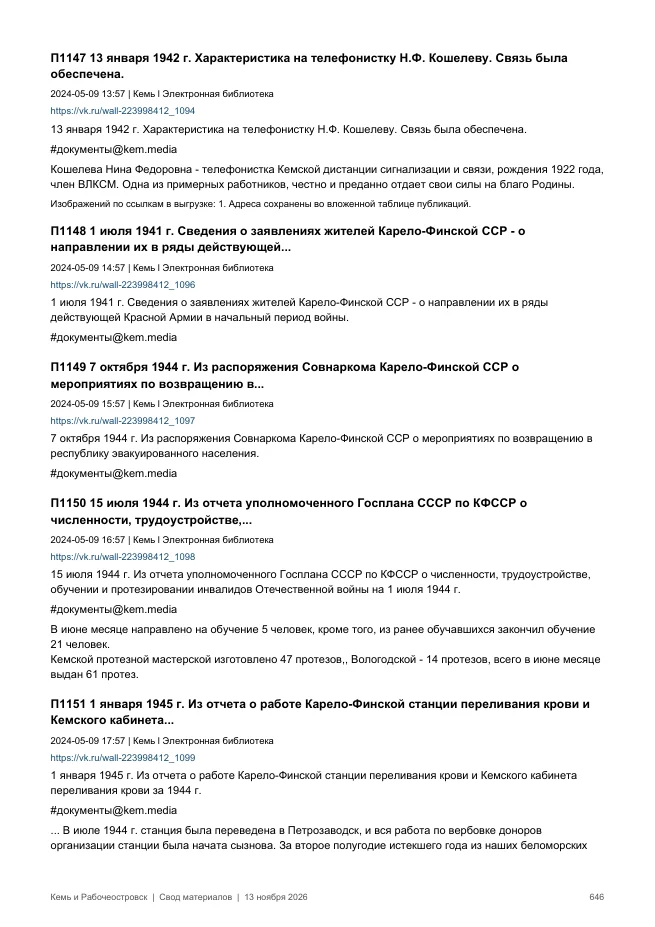 П1147 13 января 1942 г. Характеристика на телефонистку Н.Ф. Кошелеву. Связь была
обеспечена.
2024-05-09 13:57 | Кемь I Электронная библиотека
https://vk.ru/wall-223998412_1094
13 января 1942 г. Характеристика на телефонистку Н.Ф. Кошелеву. Связь была обеспечена.
#документы@kem.media
Кошелева Нина Федоровна - телефонистка Кемской дистанции сигнализации и связи, рождения 1922 года,
член ВЛКСМ. Одна из примерных работников, честно и преданно отдает свои силы на благо Родины.
Изображений по ссылкам в выгрузке: 1. Адреса сохранены во вложенной таблице публикаций.
П1148 1 июля 1941 г. Сведения о заявлениях жителей Карело-Финской ССР - о
направлении их в ряды действующей...
2024-05-09 14:57 | Кемь I Электронная библиотека
https://vk.ru/wall-223998412_1096
1 июля 1941 г. Сведения о заявлениях жителей Карело-Финской ССР - о направлении их в ряды
действующей Красной Армии в начальный период войны.
#документы@kem.media
П1149 7 октября 1944 г. Из распоряжения Совнаркома Карело-Финской ССР о
мероприятиях по возвращению в...
2024-05-09 15:57 | Кемь I Электронная библиотека
https://vk.ru/wall-223998412_1097
7 октября 1944 г. Из распоряжения Совнаркома Карело-Финской ССР о мероприятиях по возвращению в
республику эвакуированного населения.
#документы@kem.media
П1150 15 июля 1944 г. Из отчета уполномоченного Госплана СССР по КФССР о
численности, трудоустройстве,...
2024-05-09 16:57 | Кемь I Электронная библиотека
https://vk.ru/wall-223998412_1098
15 июля 1944 г. Из отчета уполномоченного Госплана СССР по КФССР о численности, трудоустройстве,
обучении и протезировании инвалидов Отечественной войны на 1 июля 1944 г.
#документы@kem.media
В июне месяце направлено на обучение 5 человек, кроме того, из ранее обучавшихся закончил обучение
21 человек.
Кемской протезной мастерской изготовлено 47 протезов,, Вологодской - 14 протезов, всего в июне месяце
выдан 61 протез.
П1151 1 января 1945 г. Из отчета о работе Карело-Финской станции переливания крови и
Кемского кабинета...
2024-05-09 17:57 | Кемь I Электронная библиотека
https://vk.ru/wall-223998412_1099
1 января 1945 г. Из отчета о работе Карело-Финской станции переливания крови и Кемского кабинета
переливания крови за 1944 г.
#документы@kem.media
... В июле 1944 г. станция была переведена в Петрозаводск, и вся работа по вербовке доноров
организации станции была начата сызнова. За второе полугодие истекшего года из наших беломорских
Кемь и Рабочеостровск | Свод материалов | 13 ноября 2026
646